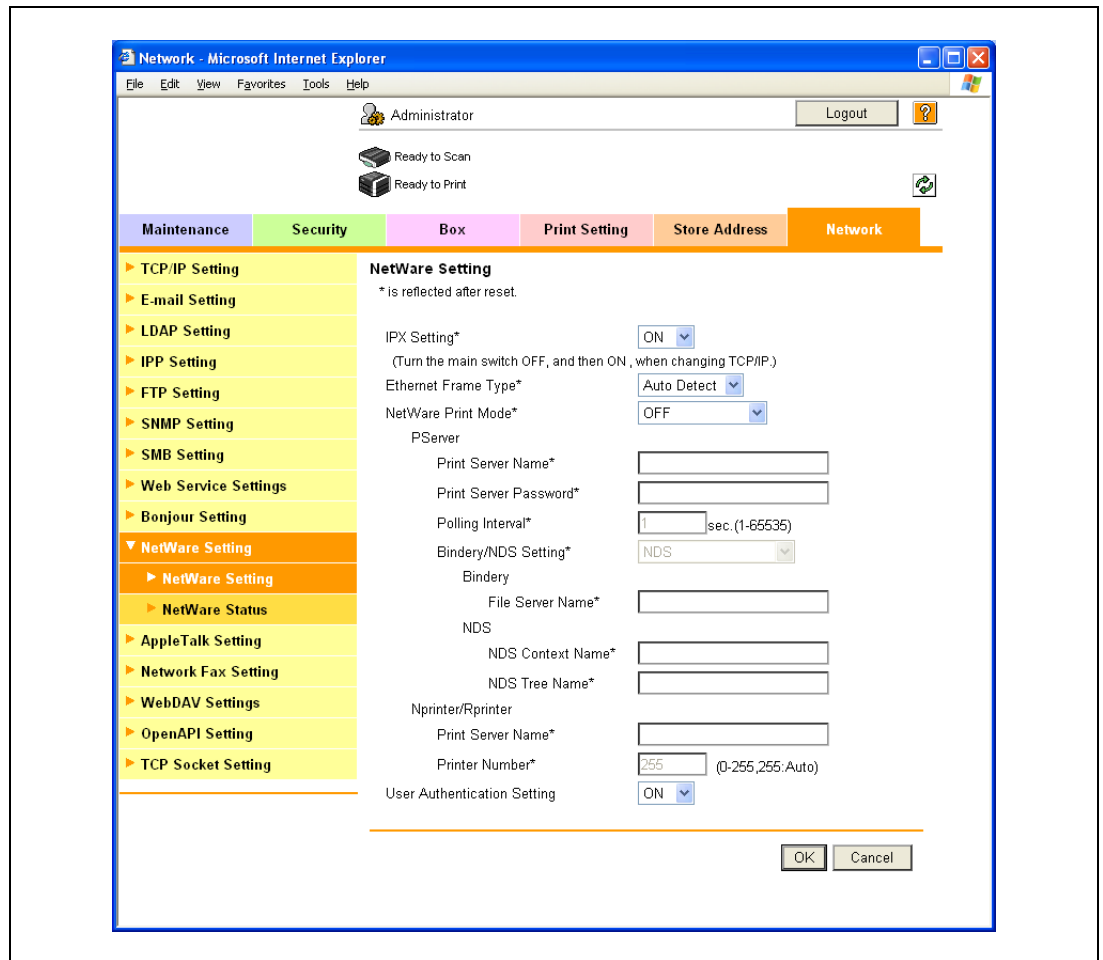 Network - Microsoft Internet Explorer
File Edit View Favorites Tools Help
Administrator
Logout
?
Ready to Scan
Ready to Print
Maintenance Security Box Print Setting Store Address Network
TCP/IP Setting
E-mail Setting
LDAP Setting
IPP Setting
FTP Setting
SNMP Setting
SMB Setting
Web Service Settings
Bonjour Setting
NetWare Setting
NetWare Setting
NetWare Status
AppleTalk Setting
Network Fax Setting
WebDAV Settings
OpenAPI Setting
TCP Socket Setting
NetWare Setting
* is reflected after reset.
IPX Setting* ON
(Turn the main switch OFF, and then ON , when changing TCP/IP.)
Ethernet Frame Type* Auto Detect
NetWare Print Mode* OFF
PServer
Print Server Name*
Print Server Password*
Polling Interval* 1 sec.(1-65535)
Bindery/NDS Setting* NDS
Bindery
File Server Name*
NDS
NDS Context Name*
NDS Tree Name*
Nprinter/Rprinter
Print Server Name*
Printer Number* 255 (0-255,255:Auto)
User Authentication Setting ON
OK Cancel